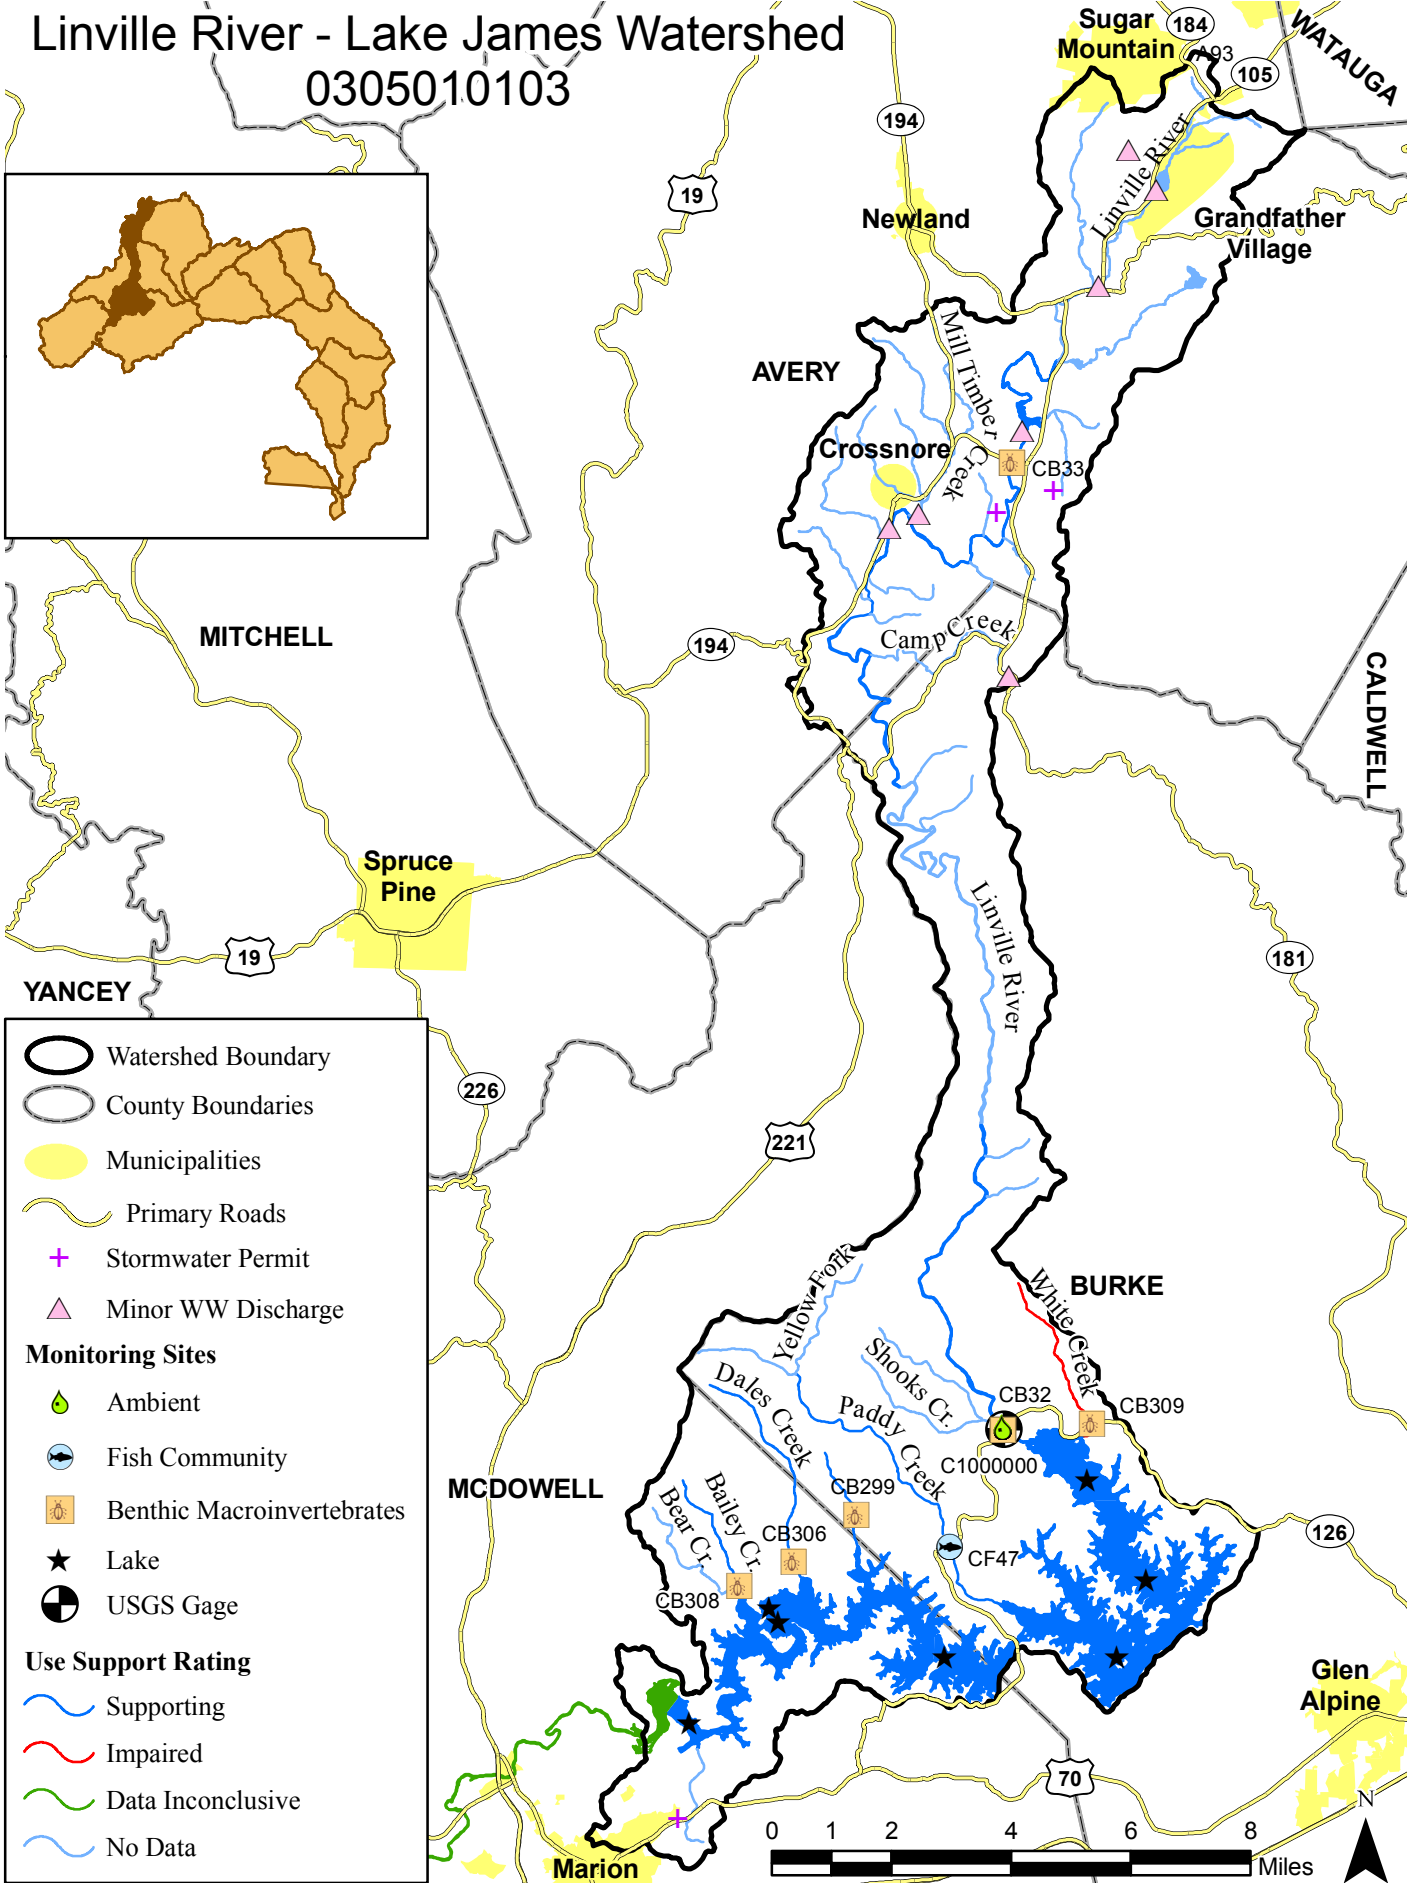 Linville River - Lake James Watershed
0305010103
Sugar
Mountain
184
A93
105
WATAUGA
194
19
Linville River
Newland
Grandfather
Village
AVERY
Mill Timber
Creek
Crossnore
CB33
MITCHELL
194
Camp Creek
CALDWELL
Spruce
Pine
19
Linville River
181
YANCEY
226
221
Watershed Boundary
County Boundaries
Municipalities
Primary Roads
Stormwater Permit
Minor WW Discharge
Monitoring Sites
Ambient
Fish Community
Benthic Macroinvertebrates
Lake
USGS Gage
Use Support Rating
Supporting
Impaired
Data Inconclusive
No Data
Yellow Fork
White Creek
BURKE
Shooks Cr.
Dales Creek
Paddy Creek
CB32
CB309
C1000000
MCDOWELL
Bailey Cr.
Bear Cr.
CB299
CB306
CF47
126
CB308
Glen
Alpine
70
N
0 1 2 4 6 8
Miles
Marion